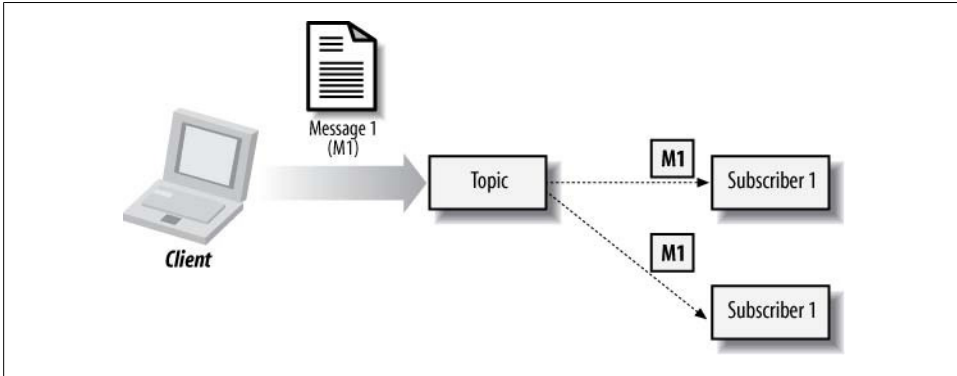 Message 1
(M1)
Client
Topic
M1
Subscriber 1
M1
Subscriber 1